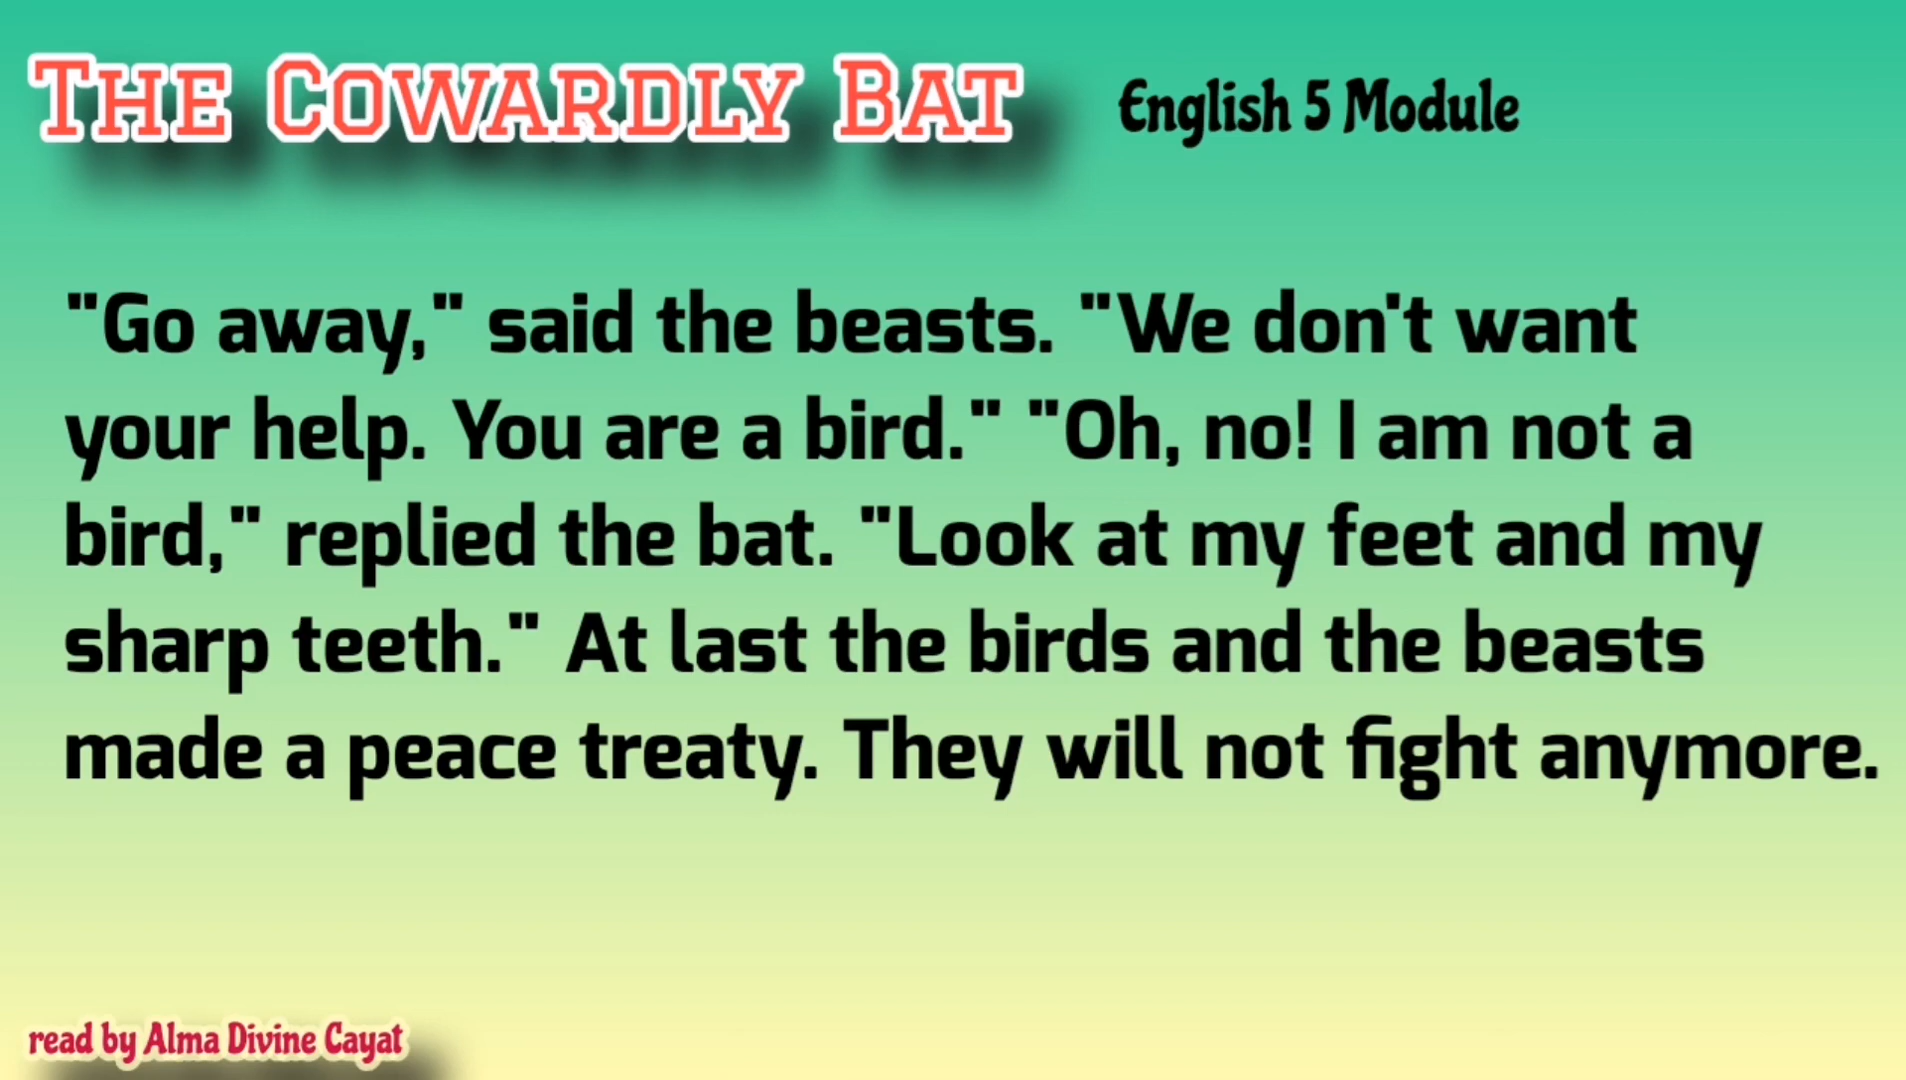 The Cowardly Bat
English 5 Module
"Go away," said the beasts. "We don't want
your help. You are a bird." "Oh, no! I am not a
bird," replied the bat. "Look at my feet and my
sharp teeth." At last the birds and the beasts
made a peace treaty. They will not fight anymore.
read by Alma Divine Cayat